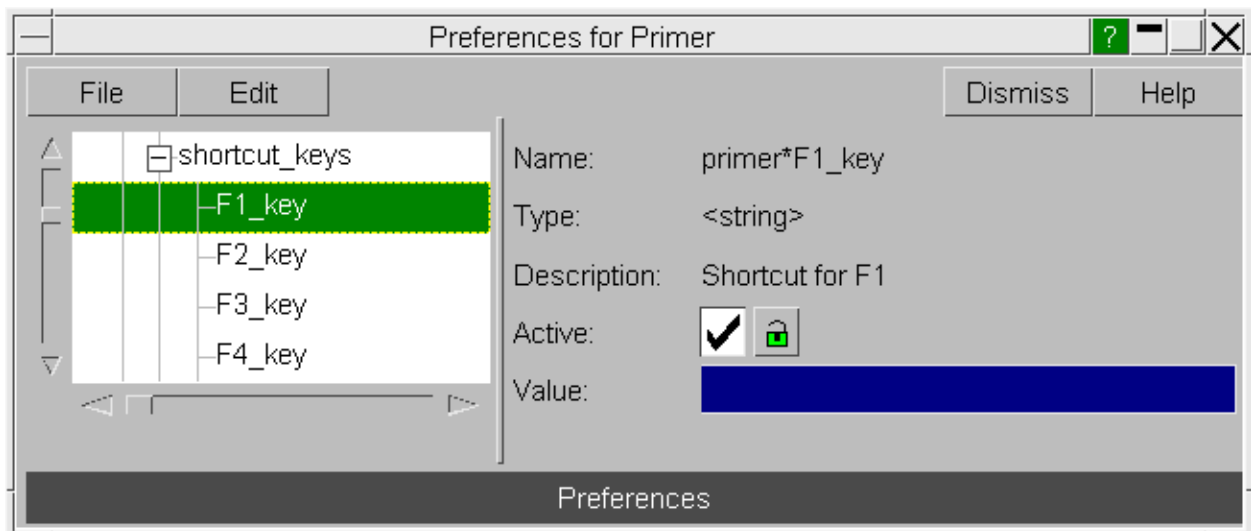 Preferences for Primer ?
File Edit Dismiss Help
shortcut_keys
F1_key
F2_key
F3_key
F4_key
Name: primer*F1_key
Type: <string>
Description: Shortcut for F1
Active:
Value:
Preferences